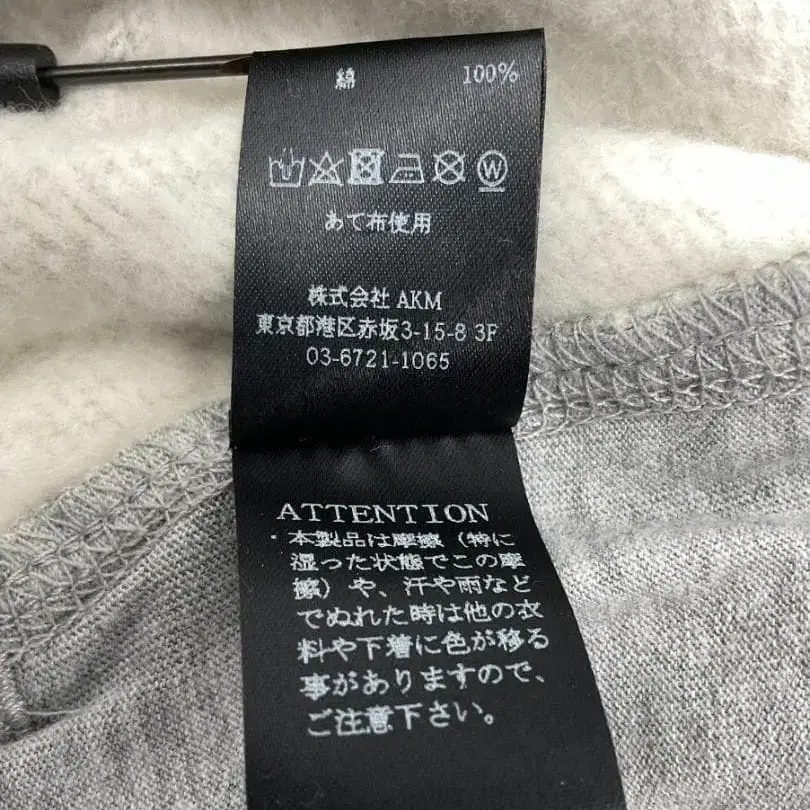 綿 100%
W
あて布使用
株式会社 AKM
東京都港区赤坂3-15-8 3F
03-6721-1065
ATTENTION
・本製品は摩擦(特に
湿った状態でこの摩
擦)や、汗や雨など
でぬれた時は他の衣
料や下着に色が移る
事がありますので、
ご注意下さい。